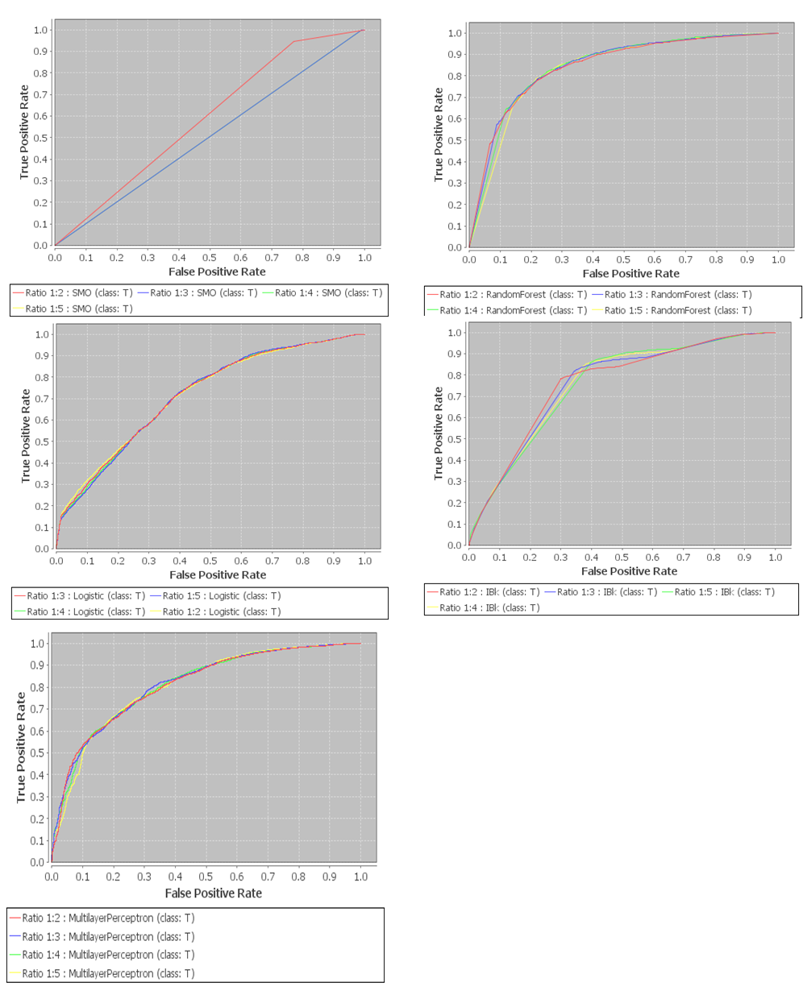 1.0
0.9
0.8
0.7
0.6
0.5
0.4
0.3
0.2
0.1
0.0
True Positive Rate
0.0 0.1 0.2 0.3 0.4 0.5 0.6 0.7 0.8 0.9 1.0
False Positive Rate
Ratio 1:2 : SMO (class: T) Ratio 1:3 : SMO (class: T) Ratio 1:4 : SMO (class: T)
Ratio 1:5 : SMO (class: T)
1.0
0.9
0.8
0.7
0.6
0.5
0.4
0.3
0.2
0.1
0.0
True Positive Rate
0.0 0.1 0.2 0.3 0.4 0.5 0.6 0.7 0.8 0.9 1.0
False Positive Rate
Ratio 1:2 : RandomForest (class: T) Ratio 1:3 : RandomForest (class: T)
Ratio 1:4 : RandomForest (class: T) Ratio 1:5 : RandomForest (class: T)
1.0
0.9
0.8
0.7
0.6
0.5
0.4
0.3
0.2
0.1
0.0
True Positive Rate
0.0 0.1 0.2 0.3 0.4 0.5 0.6 0.7 0.8 0.9 1.0
False Positive Rate
Ratio 1:3 : Logistic (class: T) Ratio 1:5 : Logistic (class: T)
Ratio 1:4 : Logistic (class: T) Ratio 1:2 : Logistic (class: T)
1.0
0.9
0.8
0.7
0.6
0.5
0.4
0.3
0.2
0.1
0.0
True Positive Rate
0.0 0.1 0.2 0.3 0.4 0.5 0.6 0.7 0.8 0.9 1.0
False Positive Rate
Ratio 1:2 : IBk (class: T) Ratio 1:3 : IBk (class: T) Ratio 1:5 : IBk (class: T)
Ratio 1:4 : IBk (class: T)
1.0
0.9
0.8
0.7
0.6
0.5
0.4
0.3
0.2
0.1
0.0
True Positive Rate
0.0 0.1 0.2 0.3 0.4 0.5 0.6 0.7 0.8 0.9 1.0
False Positive Rate
Ratio 1:2 : MultilayerPerceptron (class: T)
Ratio 1:3 : MultilayerPerceptron (class: T)
Ratio 1:4 : MultilayerPerceptron (class: T)
Ratio 1:5 : MultilayerPerceptron (class: T)